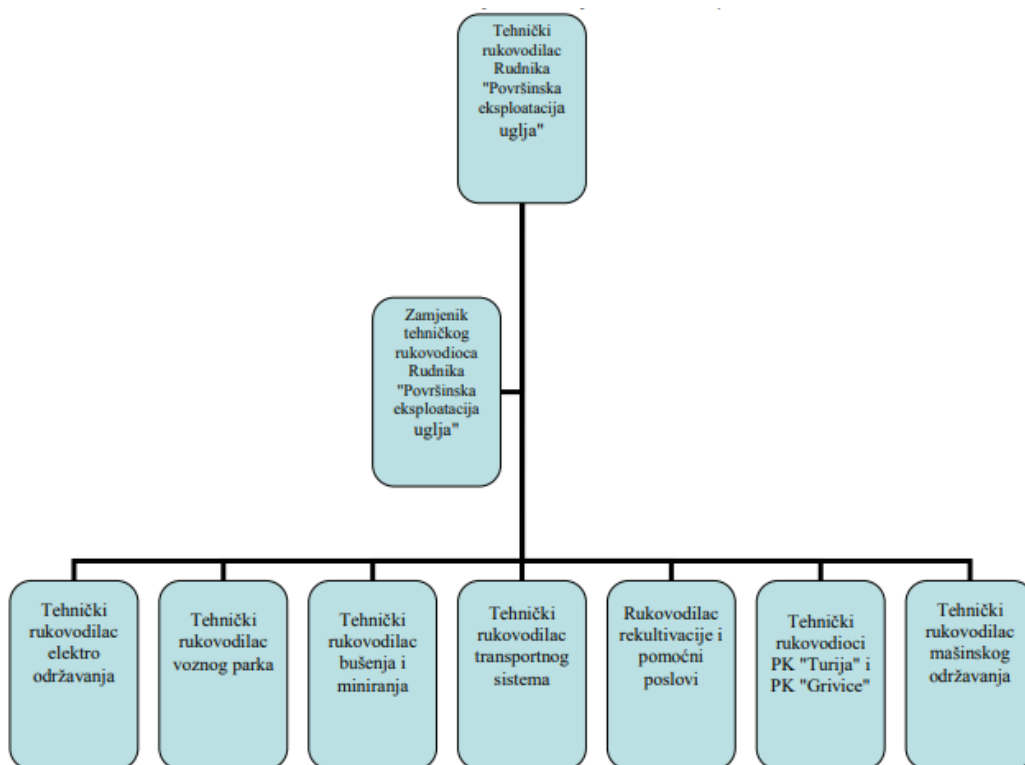 Tehnički
rukovodilac
Rudnika
"Površinska
eksploatacija
uglja"
Zamjenik
tehničkog
rukovodioca
Rudnika
"Površinska
eksploatacija
uglja"
Tehnički
rukovodilac
elektro
održavanja
Tehnički
rukovodilac
voznog parka
Tehnički
rukovodilac
bušenja i
miniranja
Tehnički
rukovodilac
transportnog
sistema
Rukovodilac
rekultivacije i
pomoćni
poslovi
Tehnički
rukovodioci
PK "Turija" i
PK "Grivice"
Tehnički
rukovodilac
mašinskog
održavanja